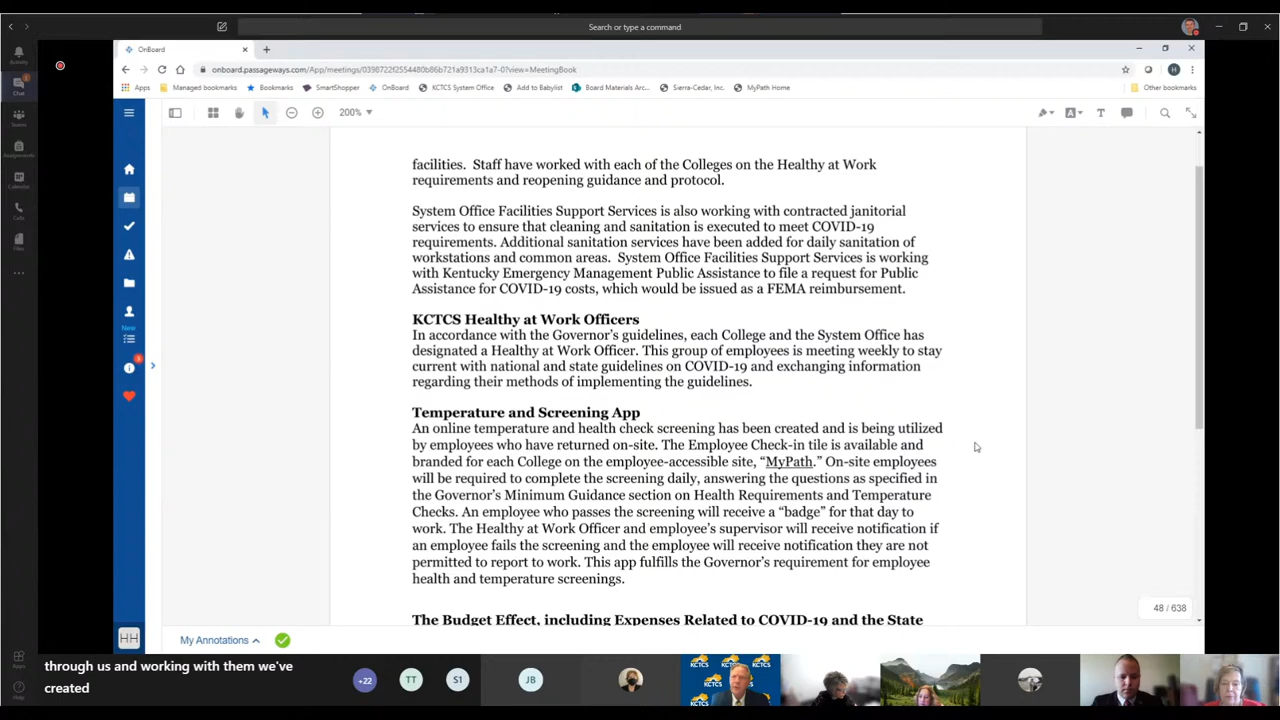 Search or type a command
OnBoard
onboard.passageways.com/App/meetings/0398722f2554480b86b721a9313ca1a7-0?view=MeetingBook
Apps
Managed bookmarks
Bookmarks
SmartShopper
OnBoard
KCTCS System Office
Add to Babylist
Board Materials Arc...
Sierra-Cedar, Inc.
MyPath Home
Other bookmarks
Activity
Chat
Teams
Assignments
Calendar
Calls
Files
200%
facilities. Staff have worked with each of the Colleges on the Healthy at Work
requirements and reopening guidance and protocol.
System Office Facilities Support Services is also working with contracted janitorial
services to ensure that cleaning and sanitation is executed to meet COVID-19
requirements. Additional sanitation services have been added for daily sanitation of
workstations and common areas. System Office Facilities Support Services is working
with Kentucky Emergency Management Public Assistance to file a request for Public
Assistance for COVID-19 costs, which would be issued as a FEMA reimbursement.
KCTCS Healthy at Work Officers
In accordance with the Governor's guidelines, each College and the System Office has
designated a Healthy at Work Officer. This group of employees is meeting weekly to stay
current with national and state guidelines on COVID-19 and exchanging information
regarding their methods of implementing the guidelines.
Temperature and Screening App
An online temperature and health check screening has been created and is being utilized
by employees who have returned on-site. The Employee Check-in tile is available and
branded for each College on the employee-accessible site, “MyPath.” On-site employees
will be required to complete the screening daily, answering the questions as specified in
the Governor's Minimum Guidance section on Health Requirements and Temperature
Checks. An employee who passes the screening will receive a “badge” for that day to
work. The Healthy at Work Officer and employee's supervisor will receive notification if
an employee fails the screening and the employee will receive notification they are not
permitted to report to work. This app fulfills the Governor's requirement for employee
health and temperature screenings.
The Budget Effect, including Expenses Related to COVID-19 and the State
New
48 / 638
HH
My Annotations
Apps
Help
through us and working with them we've
created
+22
TT
S1
JB
KCTCS
KCTCS